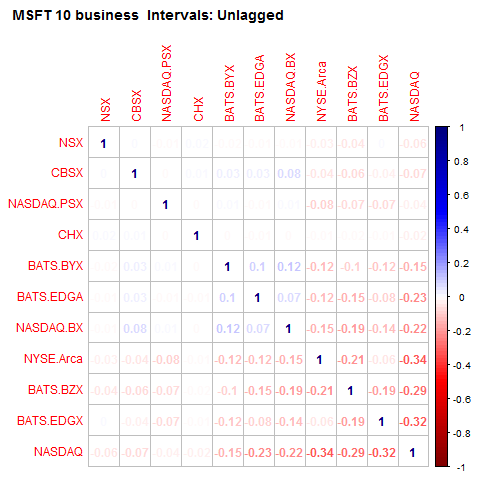 MSFT 10 business Intervals: Unlagged
NSX CBSX NASDAQ.PSX CHX BATS.BYX BATS.EDGA NASDAQ.BX NYSE.Arca BATS.BZX BATS.EDGX NASDAQ
NSX 1 -0.03 -0.04 -0.06
CBSX 1 0.03 0.03 0.08 -0.04 -0.06 -0.04 -0.07
NASDAQ.PSX 1 -0.08 -0.07 -0.07 -0.04
CHX 1 -0.02
BATS.BYX 0.03 1 0.1 0.12 -0.12 -0.1 -0.12 -0.15
BATS.EDGA 0.03 0.1 1 0.07 -0.12 -0.15 -0.08 -0.23
NASDAQ.BX 0.08 0.12 0.07 1 -0.15 -0.19 -0.14 -0.22
NYSE.Arca -0.03 -0.04 -0.08 -0.12 -0.12 -0.15 1 -0.21 -0.06 -0.34
BATS.BZX -0.04 -0.06 -0.07 -0.1 -0.15 -0.19 -0.21 1 -0.19 -0.29
BATS.EDGX -0.04 -0.07 -0.12 -0.08 -0.14 -0.06 -0.19 1 -0.32
NASDAQ -0.06 -0.07 -0.04 -0.02 -0.15 -0.23 -0.22 -0.34 -0.29 -0.32 1
1
0.8
0.6
0.4
0.2
0
-0.2
-0.4
-0.6
-0.8
-1